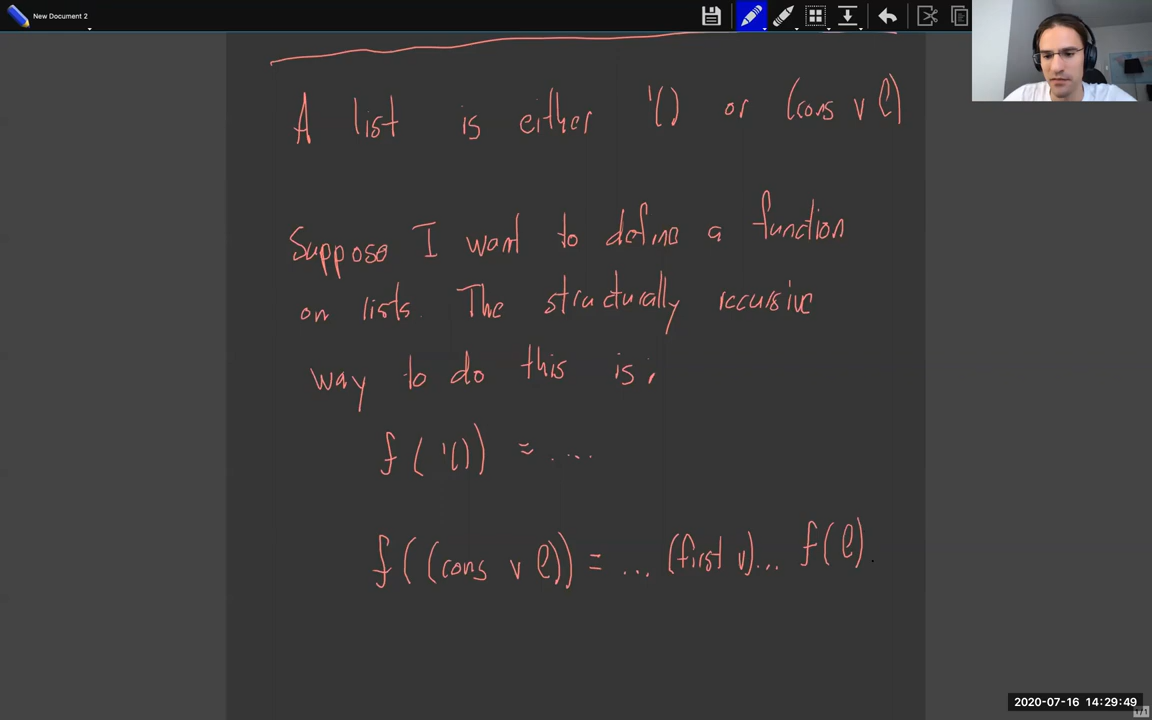 New Document 2
A list is either '() or (cons v l)
Suppose I want to define a function
on lists. The structurally recursive
way to do this is:
f('()) = ....
f((cons v l)) = ... (first v)... f(l).
2020-07-16 14:29:49